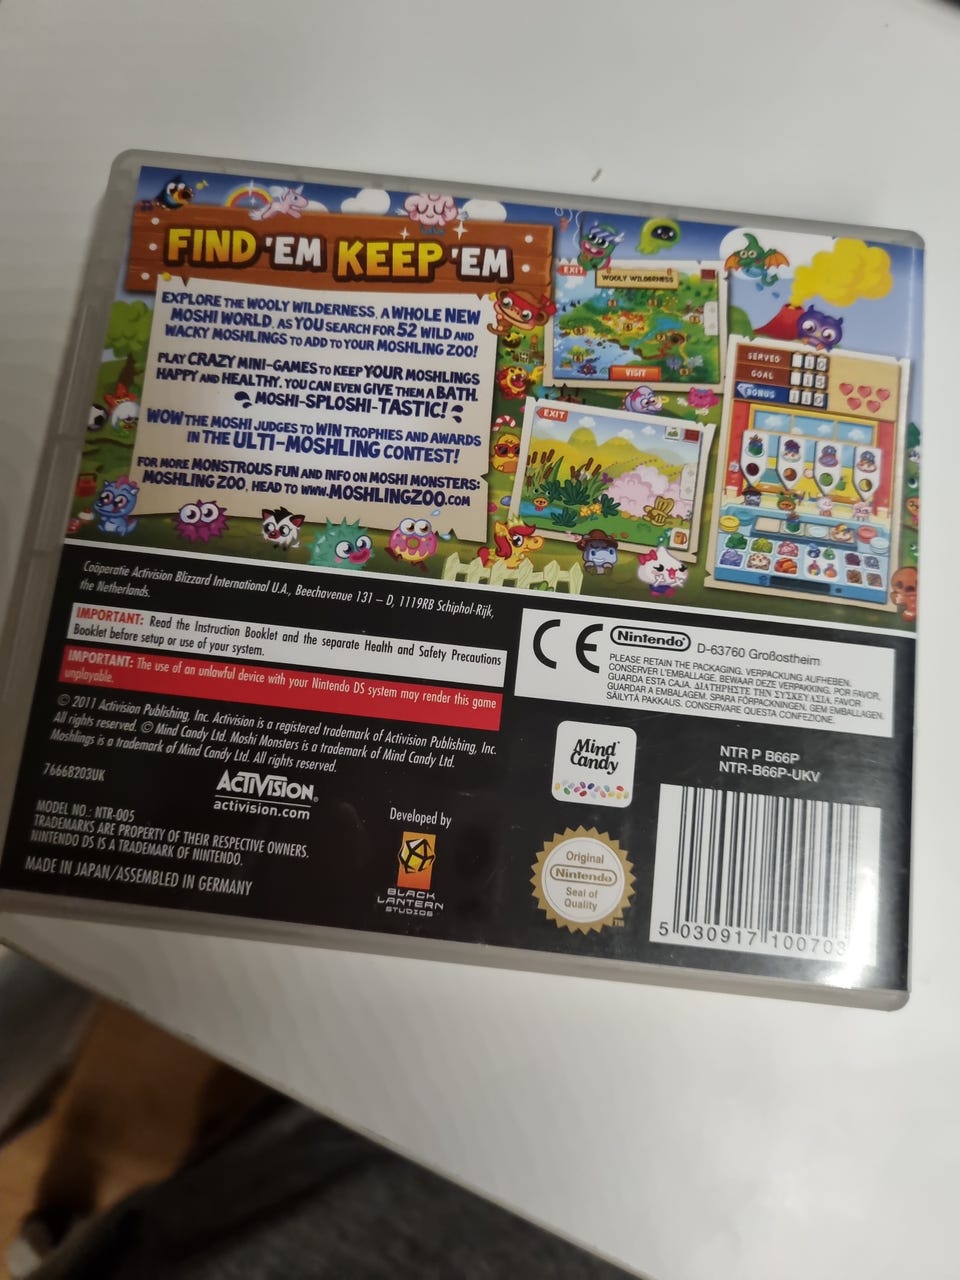 FIND 'EM KEEP 'EM
EXPLORE THE WOOLY WILDERNESS, A WHOLE NEW
MOSHI WORLD, AS YOU SEARCH FOR 52 WILD AND
WACKY MOSHLINGS TO ADD TO YOUR MOSHLING ZOO!
PLAY CRAZY MINI-GAMES TO KEEP YOUR MOSHLINGS
HAPPY AND HEALTHY. YOU CAN EVEN GIVE THEM A BATH.
MOSHI-SPLOSHI-TASTIC!
WOW THE MOSHI JUDGES TO WIN TROPHIES AND AWARDS
IN THE ULTI-MOSHLING CONTEST!
FOR MORE MONSTROUS FUN AND INFO ON MOSHI MONSTERS:
MOSHLING ZOO, HEAD TO WWW.MOSHLINGZOO.COM
EXIT
WOOLY WILDERNESS
VISIT
EXIT
SERVED 110
GOAL 115
BONUS 110
Coöperatie Activision Blizzard International U.A., Beechavenue 131 – D, 1119RB Schiphol-Rijk,
the Netherlands.
IMPORTANT: Read the Instruction Booklet and the separate Health and Safety Precautions
Booklet before setup or use of your system.
IMPORTANT: The use of an unlawful device with your Nintendo DS system may render this game
unplayable.
© 2011 Activision Publishing, Inc. Activision is a registered trademark of Activision Publishing, Inc.
All rights reserved. © Mind Candy Ltd. Moshi Monsters is a trademark of Mind Candy Ltd.
Moshlings is a trademark of Mind Candy Ltd. All rights reserved.
76668203UK
ACTIVISION®
activision.com
MODEL NO.: NTR-005
TRADEMARKS ARE PROPERTY OF THEIR RESPECTIVE OWNERS.
NINTENDO DS IS A TRADEMARK OF NINTENDO.
MADE IN JAPAN/ASSEMBLED IN GERMANY
Developed by
BLACK
LANTERN
STUDIOS
CE
Nintendo® D-63760 Großostheim
PLEASE RETAIN THE PACKAGING. VERPACKUNG AUFHEBEN.
CONSERVER L'EMBALLAGE. BEWAAR DEZE VERPAKKING. POR FAVOR,
GUARDA ESTA CAJA. ΔΙΑΤΗΡΗΣΤΕ ΤΗΝ ΣΥΣΚΕΥΑΣΙΑ. FAVOR
GUARDAR A EMBALAGEM. SPARA FÖRPACKNINGEN. GEM EMBALLAGEN.
SÄILYTÄ PAKKAUS. CONSERVARE QUESTA CONFEZIONE.
Mind
Candy
NTR P B66P
NTR-B66P-UKV
Original
Nintendo
Seal of
Quality
TM
5 030917 100703